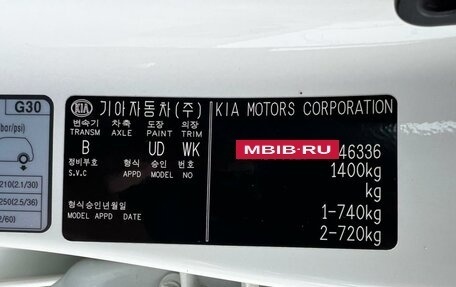 G30
bar/psi)
210(2.1/30)
250(2.5/36)
2/60)
KIA 기아자동차(주)
변속기 차축 도장 의장
TRANSM AXLE PAINT TRIM
B UD WK
정비부호 형식 승인 번호
S.V.C APPD MODEL NO
형식승인년월일
MODEL APPD DATE
KIA MOTORS CORPORATION
MBIB-RU 46336
1400kg
kg
1-740kg
2-720kg